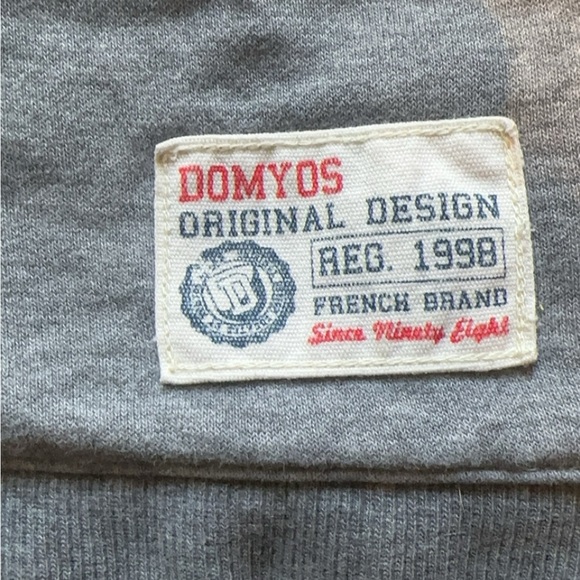 DOMYOS
ORIGINAL DESIGN
REG. 1998
FRENCH BRAND
Since Ninety Eight